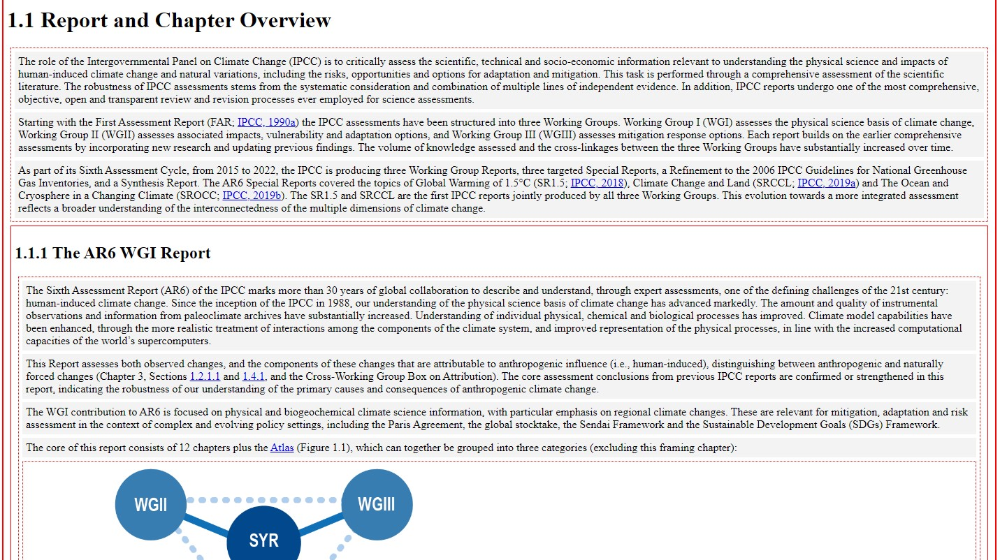 1.1 Report and Chapter Overview
The role of the Intergovernmental Panel on Climate Change (IPCC) is to critically assess the scientific, technical and socio-economic information relevant to understanding the physical science and impacts of
human-induced climate change and natural variations, including the risks, opportunities and options for adaptation and mitigation. This task is performed through a comprehensive assessment of the scientific
literature. The robustness of IPCC assessments stems from the systematic consideration and combination of multiple lines of independent evidence. In addition, IPCC reports undergo one of the most comprehensive,
objective, open and transparent review and revision processes ever employed for science assessments.
Starting with the First Assessment Report (FAR; IPCC, 1990a) the IPCC assessments have been structured into three Working Groups. Working Group I (WGI) assesses the physical science basis of climate change,
Working Group II (WGII) assesses associated impacts, vulnerability and adaptation options, and Working Group III (WGIII) assesses mitigation response options. Each report builds on the earlier comprehensive
assessments by incorporating new research and updating previous findings. The volume of knowledge assessed and the cross-linkages between the three Working Groups have substantially increased over time.
As part of its Sixth Assessment Cycle, from 2015 to 2022, the IPCC is producing three Working Group Reports, three targeted Special Reports, a Refinement to the 2006 IPCC Guidelines for National Greenhouse
Gas Inventories, and a Synthesis Report. The AR6 Special Reports covered the topics of Global Warming of 1.5°C (SR1.5; IPCC, 2018), Climate Change and Land (SRCCL; IPCC, 2019a) and The Ocean and
Cryosphere in a Changing Climate (SROCC; IPCC, 2019b). The SR1.5 and SRCCL are the first IPCC reports jointly produced by all three Working Groups. This evolution towards a more integrated assessment
reflects a broader understanding of the interconnectedness of the multiple dimensions of climate change.
1.1.1 The AR6 WGI Report
The Sixth Assessment Report (AR6) of the IPCC marks more than 30 years of global collaboration to describe and understand, through expert assessments, one of the defining challenges of the 21st century:
human-induced climate change. Since the inception of the IPCC in 1988, our understanding of the physical science basis of climate change has advanced markedly. The amount and quality of instrumental
observations and information from paleoclimate archives have substantially increased. Understanding of individual physical, chemical and biological processes has improved. Climate model capabilities have
been enhanced, through the more realistic treatment of interactions among the components of the climate system, and improved representation of the physical processes, in line with the increased computational
capacities of the world's supercomputers.
This Report assesses both observed changes, and the components of these changes that are attributable to anthropogenic influence (i.e., human-induced), distinguishing between anthropogenic and naturally
forced changes (Chapter 3, Sections 1.2.1.1 and 1.4.1, and the Cross-Working Group Box on Attribution). The core assessment conclusions from previous IPCC reports are confirmed or strengthened in this
report, indicating the robustness of our understanding of the primary causes and consequences of anthropogenic climate change.
The WGI contribution to AR6 is focused on physical and biogeochemical climate science information, with particular emphasis on regional climate changes. These are relevant for mitigation, adaptation and risk
assessment in the context of complex and evolving policy settings, including the Paris Agreement, the global stocktake, the Sendai Framework and the Sustainable Development Goals (SDGs) Framework.
The core of this report consists of 12 chapters plus the Atlas (Figure 1.1), which can together be grouped into three categories (excluding this framing chapter):
WGII
WGIII
SYR